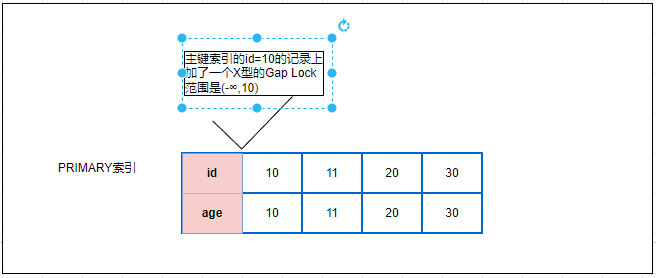 主键索引的id=10的记录上
加了一个X型的Gap Lock
范围是(-∞,10)
PRIMARY索引
id 10 11 20 30
age 10 11 20 30